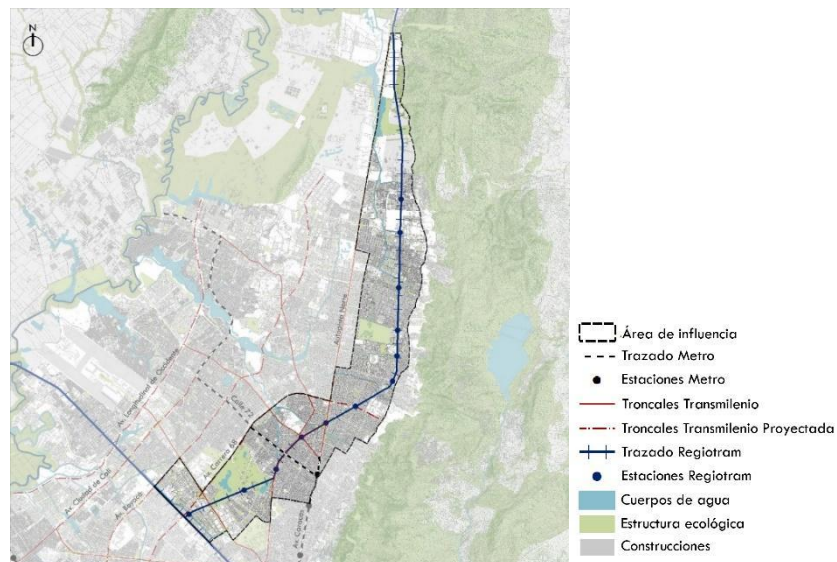 N
Autopista Norte
Av. Longitudinal de Occidente
Calle 72
Av. Carrera 68
Av. Ciudad de Cali
Av. Boyacá
Av. Caracas
Área de influencia
Trazado Metro
Estaciones Metro
Troncales Transmilenio
Troncales Transmilenio Proyectada
Trazado Regiotram
Estaciones Regiotram
Cuerpos de agua
Estructura ecológica
Construcciones